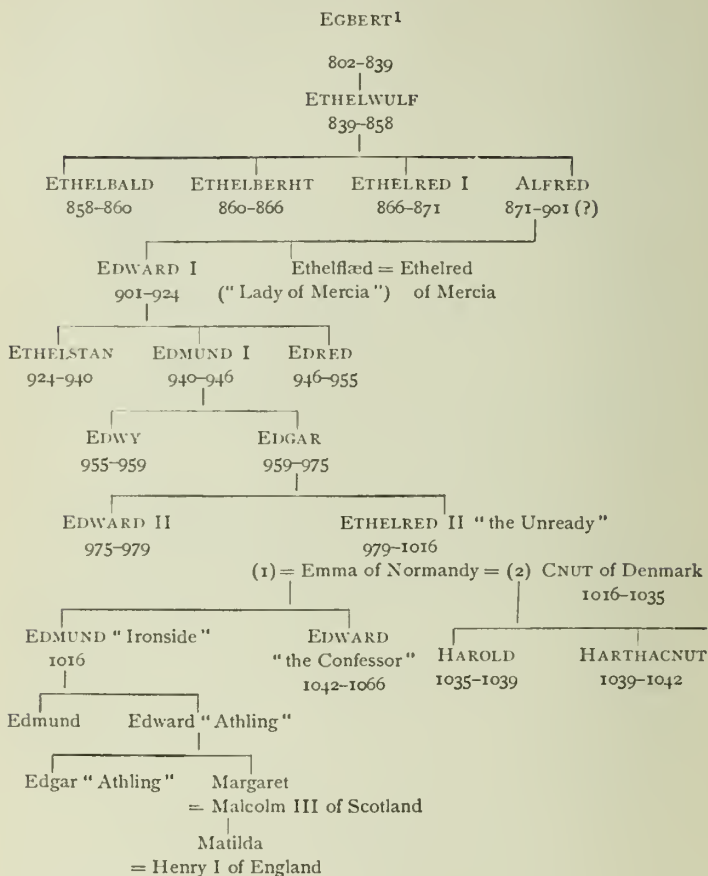 EGBERT1
802–839
ETHELWULF
839–858
ETHELBALD ETHELBERHT ETHELRED I ALFRED
858–860 860–866 866–871 871–901 (?)
EDWARD I Ethelflæd = Ethelred
901–924 ("Lady of Mercia") of Mercia
ETHELSTAN EDMUND I EDRED
924–940 940–946 946–955
EDWY EDGAR
955–959 959–975
EDWARD II ETHELRED II "the Unready"
975–979 979–1016
(1) = Emma of Normandy = (2) CNUT of Denmark
1016–1035
EDMUND "Ironside" EDWARD HAROLD HARTHACNUT
1016 "the Confessor" 1035–1039 1039–1042
1042–1066
Edmund Edward "Athling"
Edgar "Athling" Margaret
= Malcolm III of Scotland
Matilda
= Henry I of England